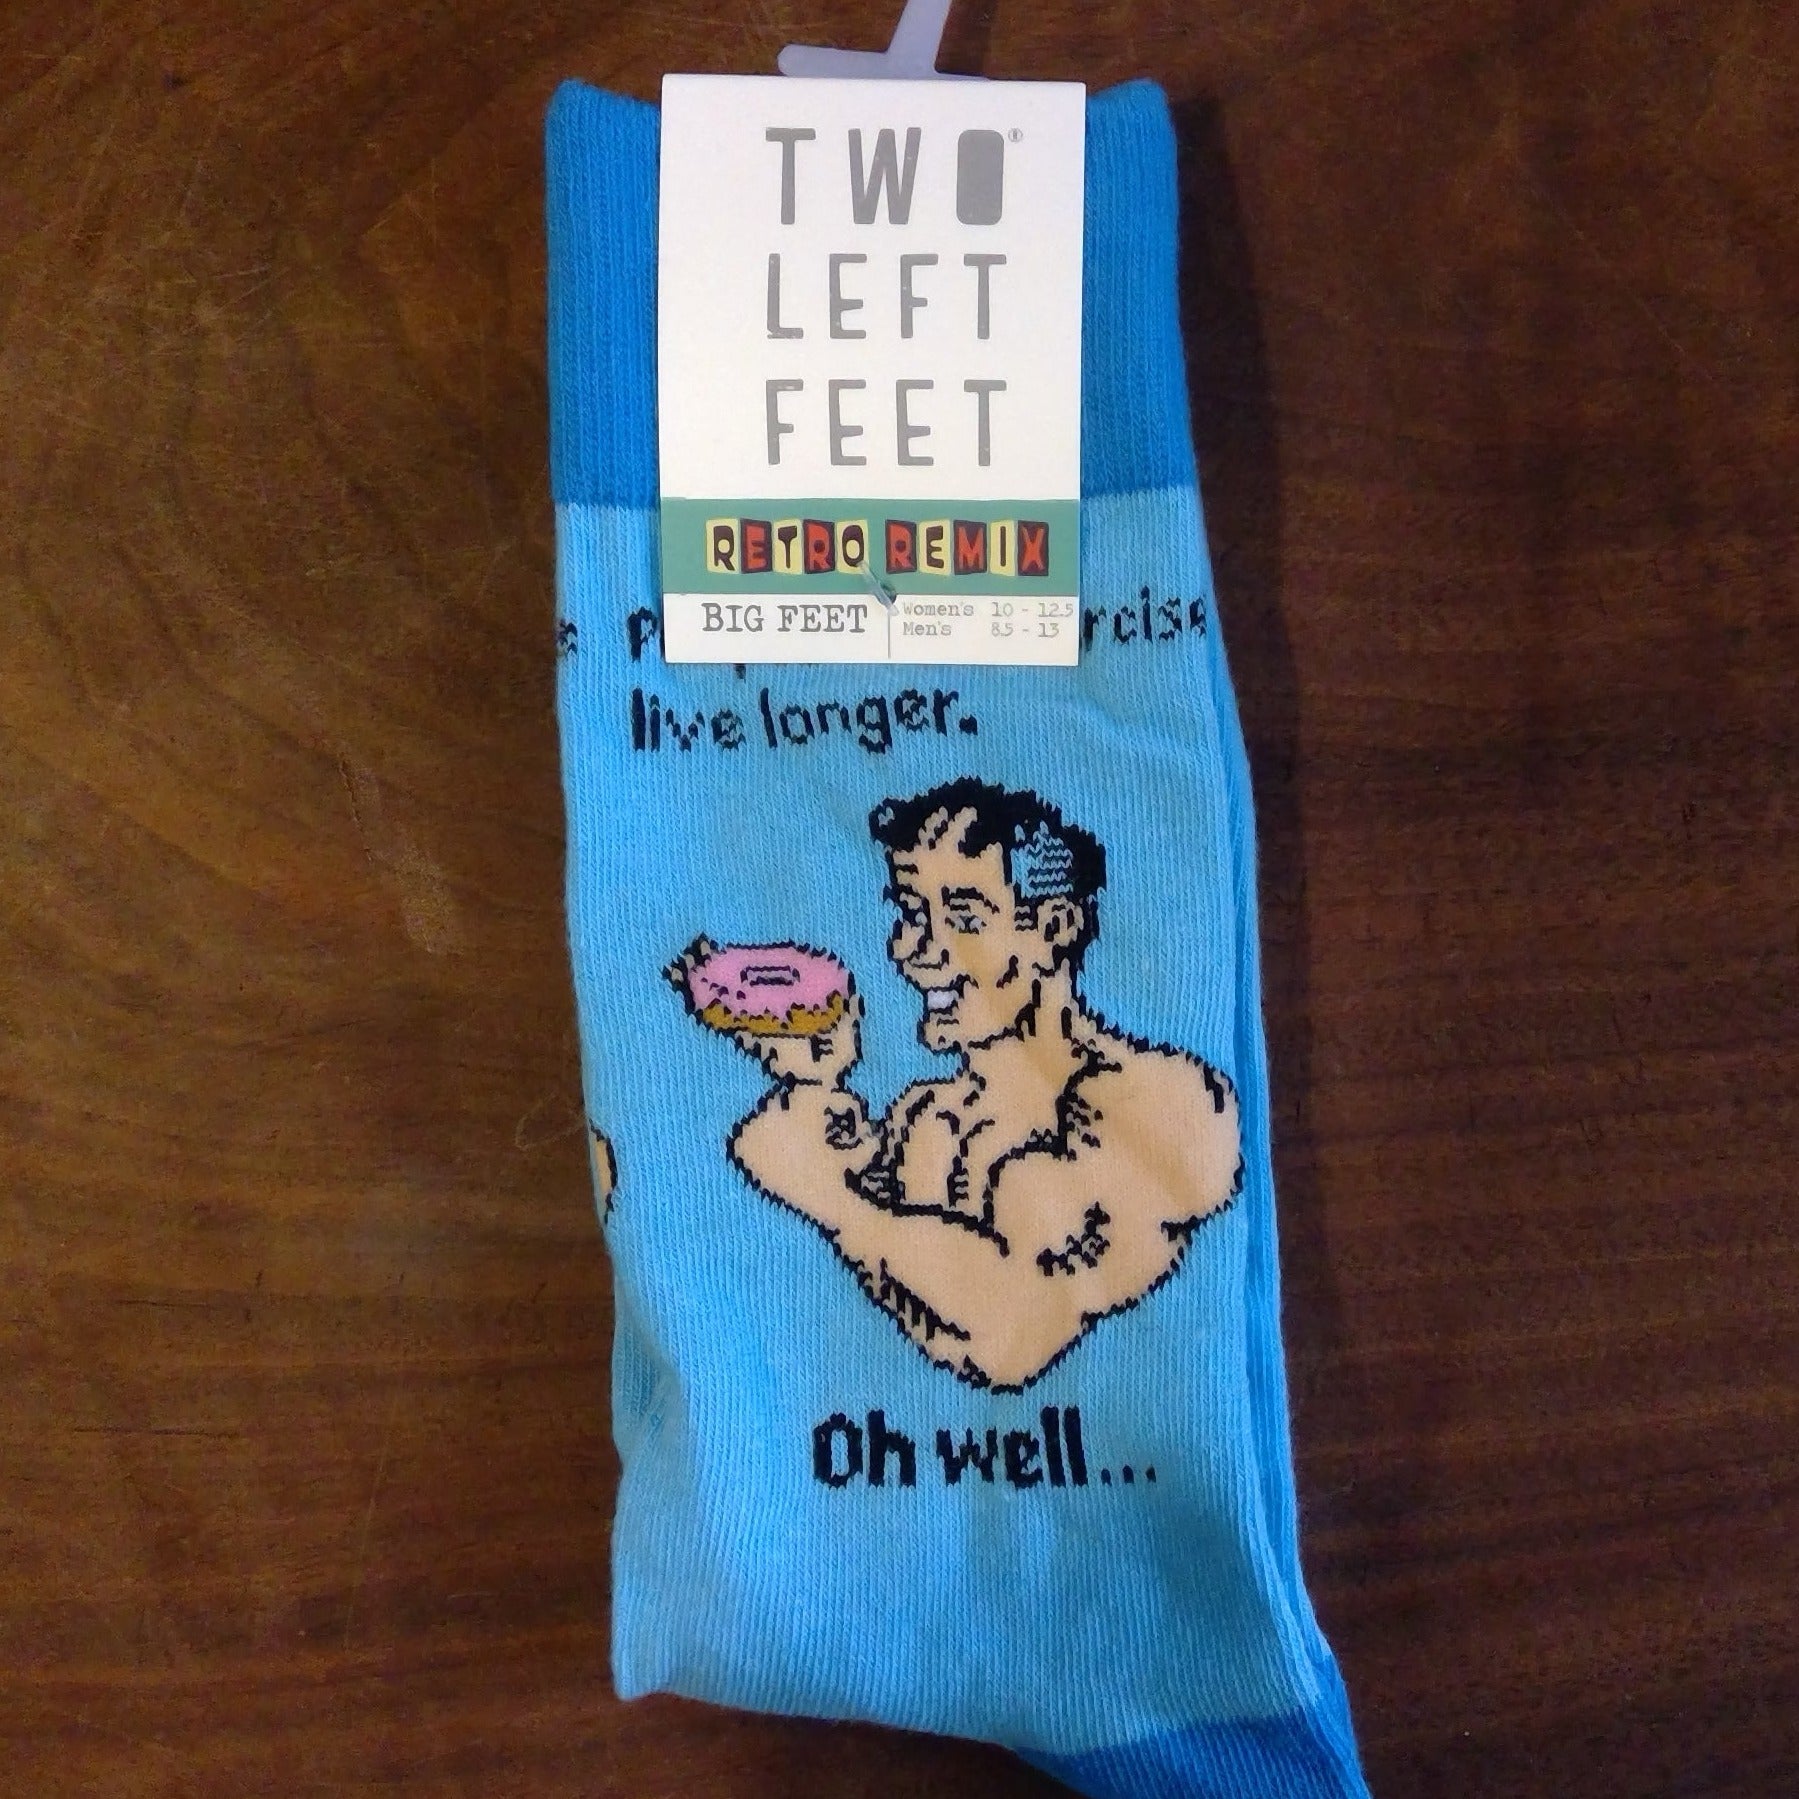 TWO®
LEFT
FEET
RETRO REMIX
BIG FEET
Women's 10 - 12.5
Men's 8.5 - 13
live longer.
Oh well...